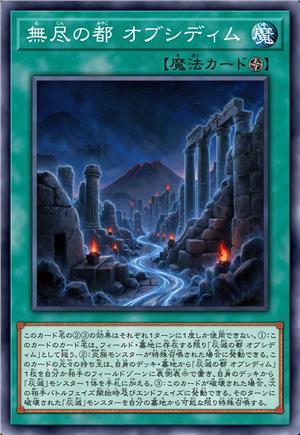 無尽の都 オブシディム
魔
【魔法カード】
このカード名の②③の効果はそれぞれ1ターンに1度しか使用できない。①:こ
のカードのカード名は、フィールド・墓地に存在する限り「灰滅の都 オブシデ
ィム」として扱う。②:炎族モンスターが特殊召喚された場合に発動できる。こ
のカードの元々の持ち主は、自身のデッキ・墓地から「灰滅の都 オブシディム」
1枚を自分か相手のフィールドゾーンに表側表示で置き、自身のデッキから
「灰滅」モンスター1体を手札に加える。③:このカードが破壊された場合、次
の相手バトルフェイズ開始時及びエンドフェイズに発動できる。そのターンに
破壊された「灰滅」モンスターを自分の墓地から可能な限り特殊召喚する。